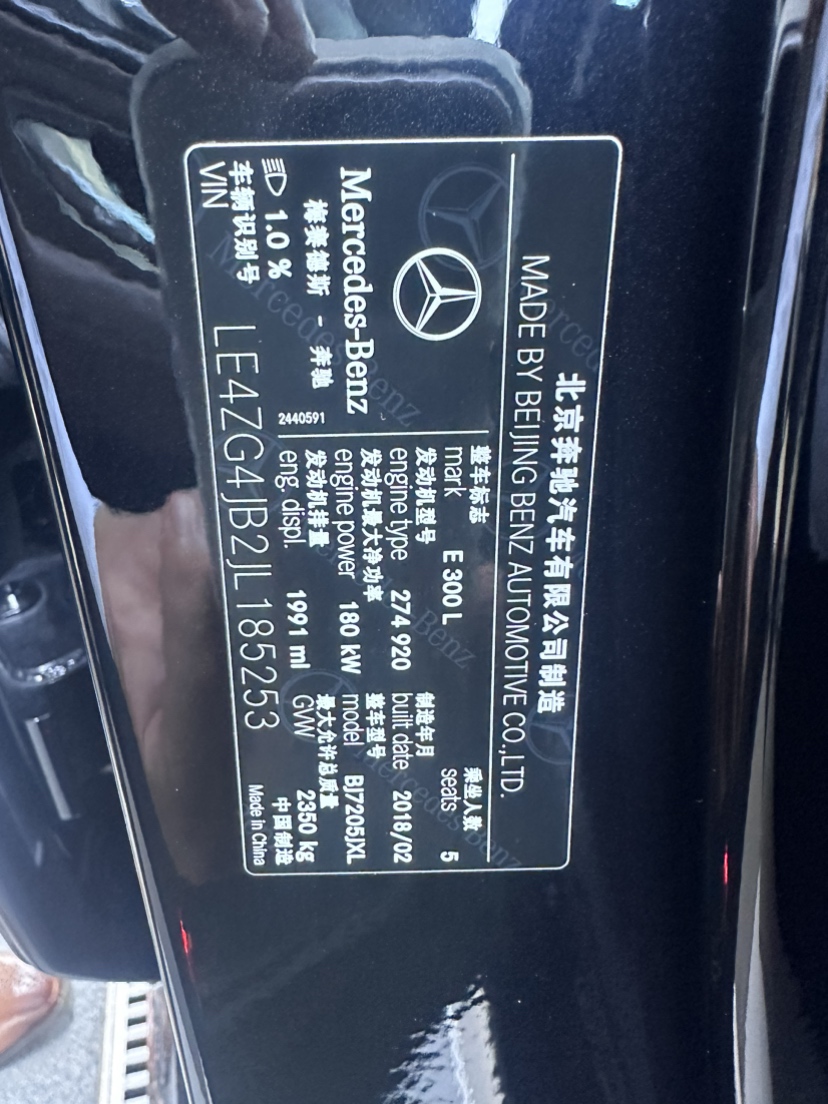 北京奔驰汽车有限公司制造
MADE BY BEIJING BENZ AUTOMOTIVE CO.,LTD.
Mercedes-Benz
梅赛德斯 - 奔驰
1.0 %
2440591
整车标志
mark E 300 L
乘坐人数
seats 5
发动机型号
engine type 274 920
制造年月
built date 2018/02
发动机最大净功率
engine power 180 kW
整车型号
model BJ7205JXL
发动机排量
eng. displ. 1991 ml
最大允许总质量
GVW 2350 kg
车辆识别号
VIN LE4ZG4JB2JL185253
中国制造
Made in China